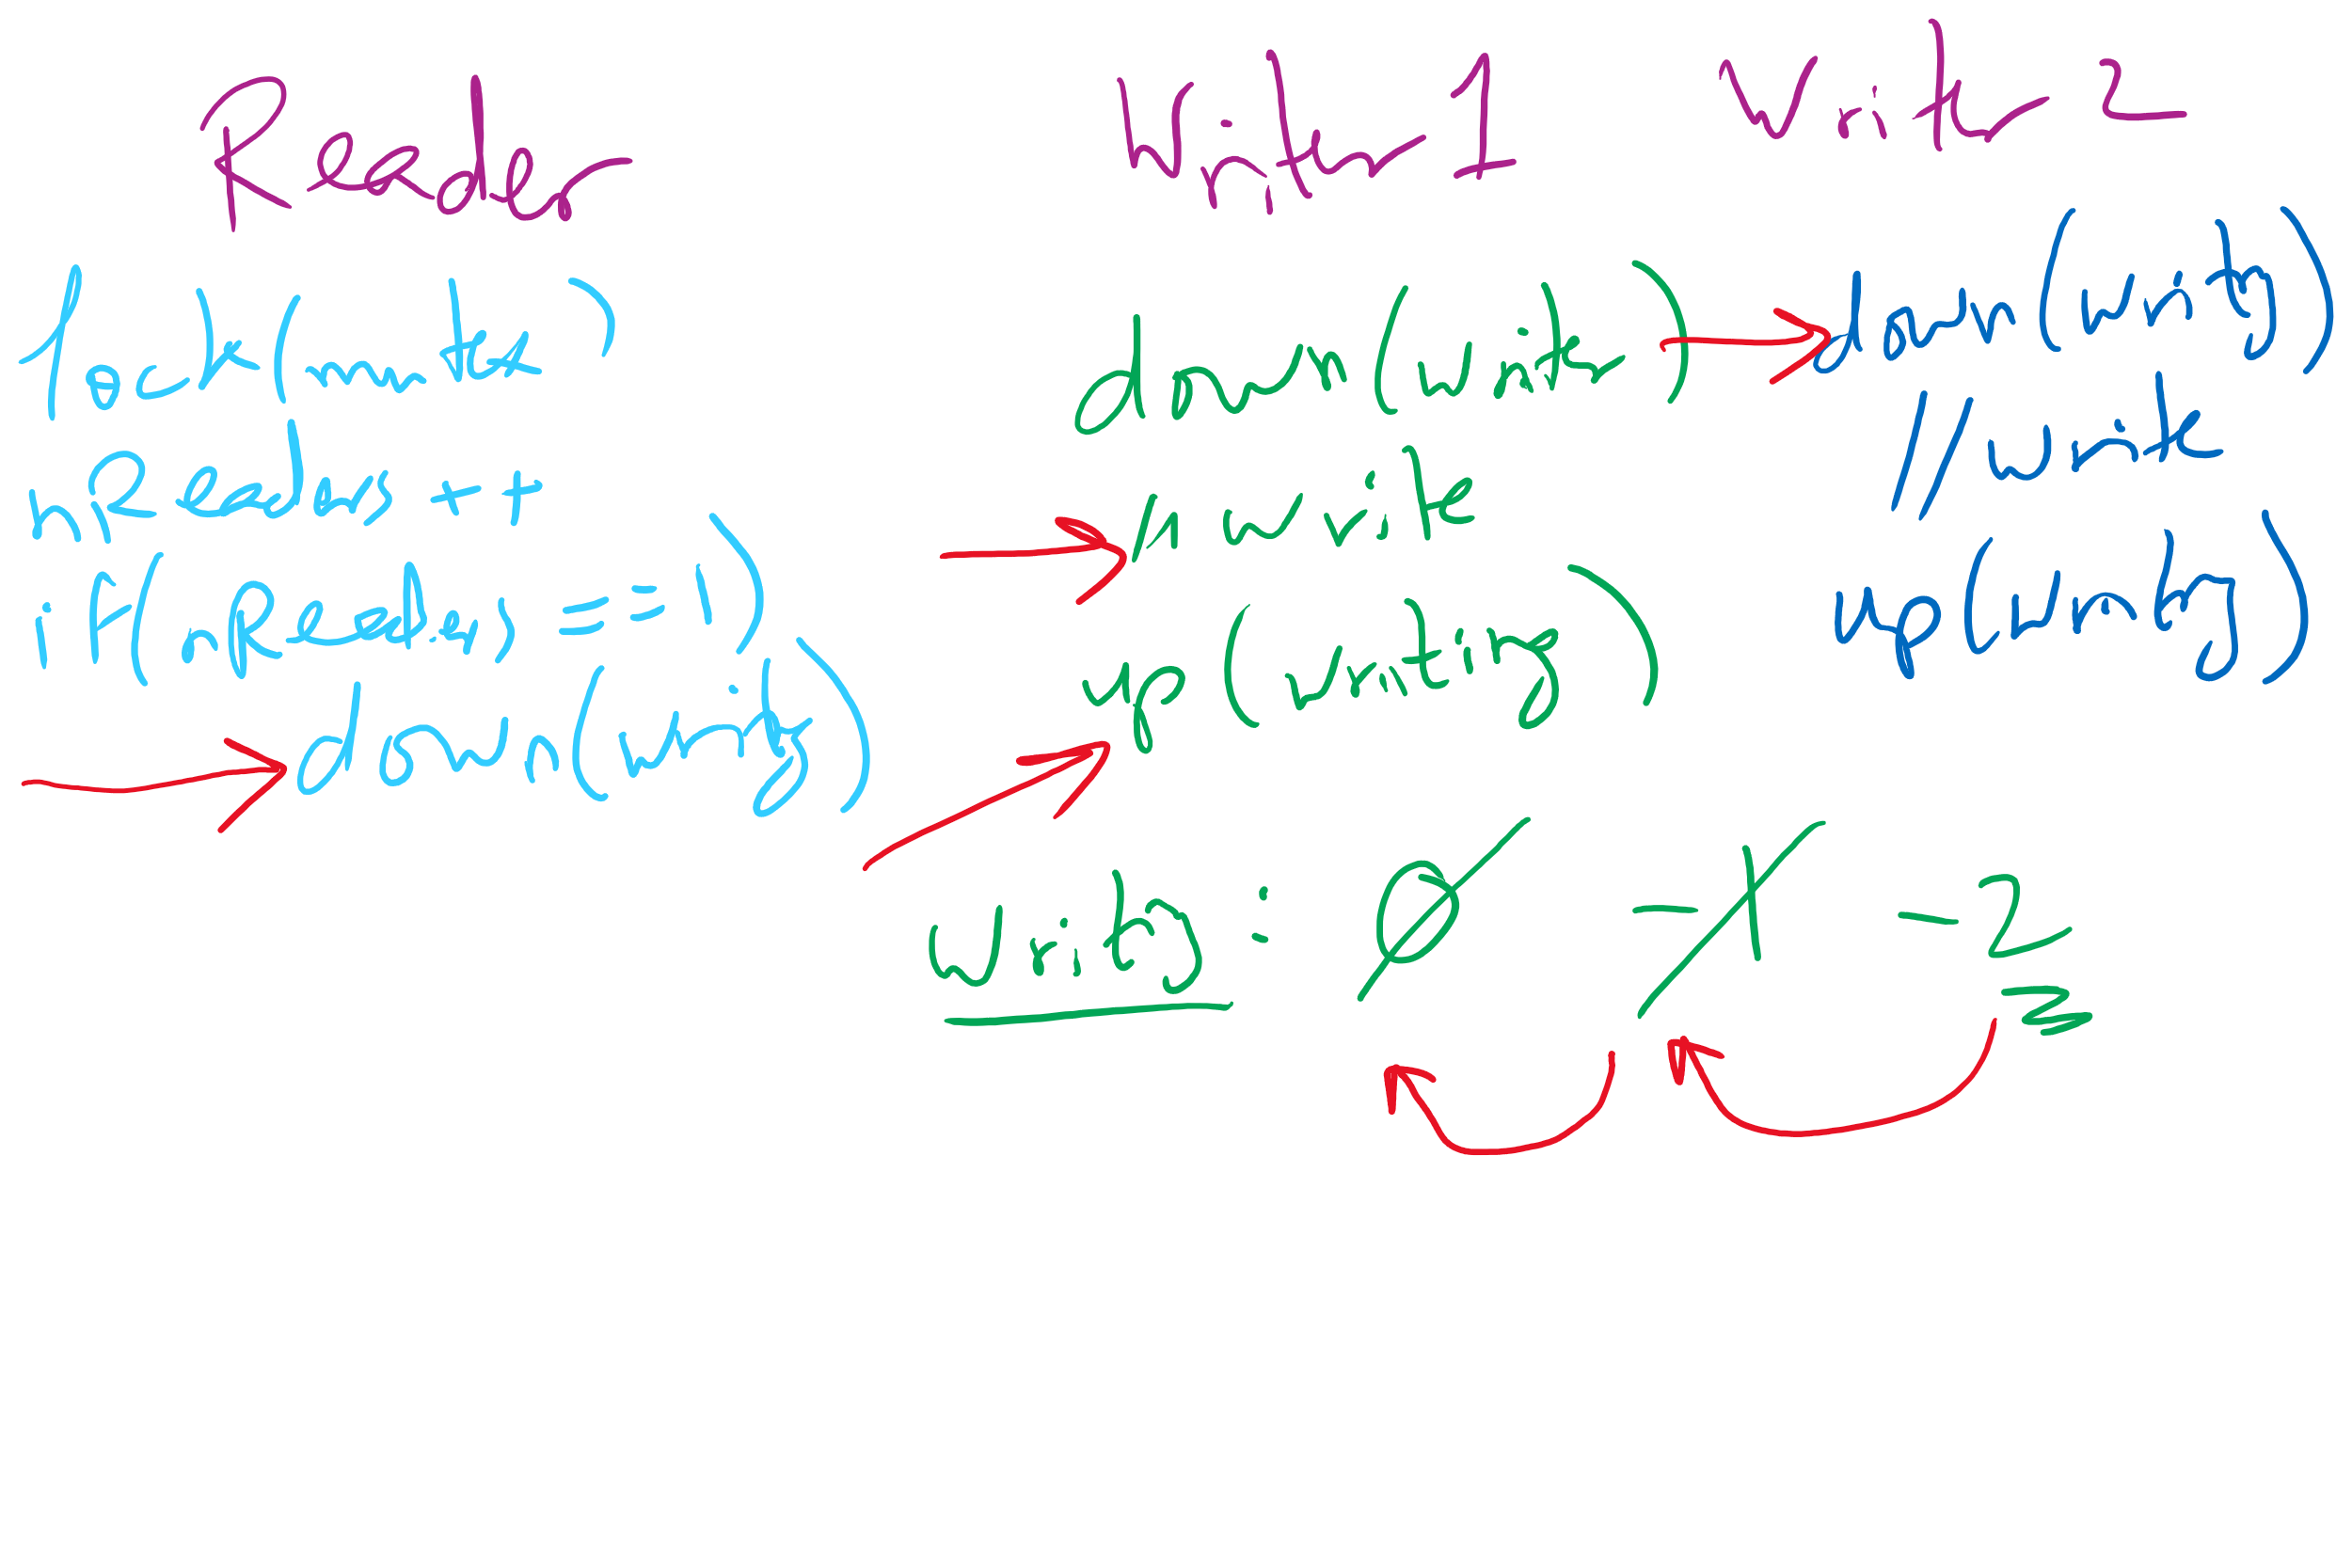 Reader
lock(mutex)
nReaders ++
if(nReaders == 1)
down(writing)
Writer 1
down(writing)
// write
up(writing)
Writer 2
down(writing)
// write
up(writing)
Writing: 0 -1 -2